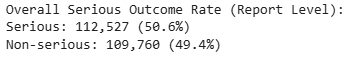 Overall Serious Outcome Rate (Report Level):
Serious: 112,527 (50.6%)
Non-serious: 109,760 (49.4%)